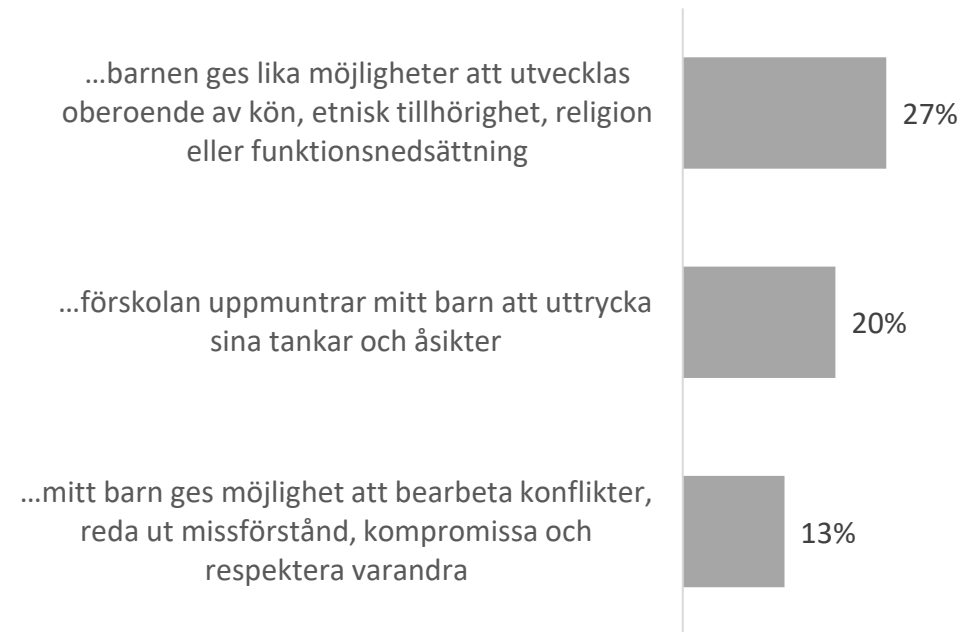 …barnen ges lika möjligheter att utvecklas
oberoende av kön, etnisk tillhörighet, religion
eller funktionsnedsättning
27%
…förskolan uppmuntrar mitt barn att uttrycka
sina tankar och åsikter
20%
…mitt barn ges möjlighet att bearbeta konflikter,
reda ut missförstånd, kompromissa och
respektera varandra
13%